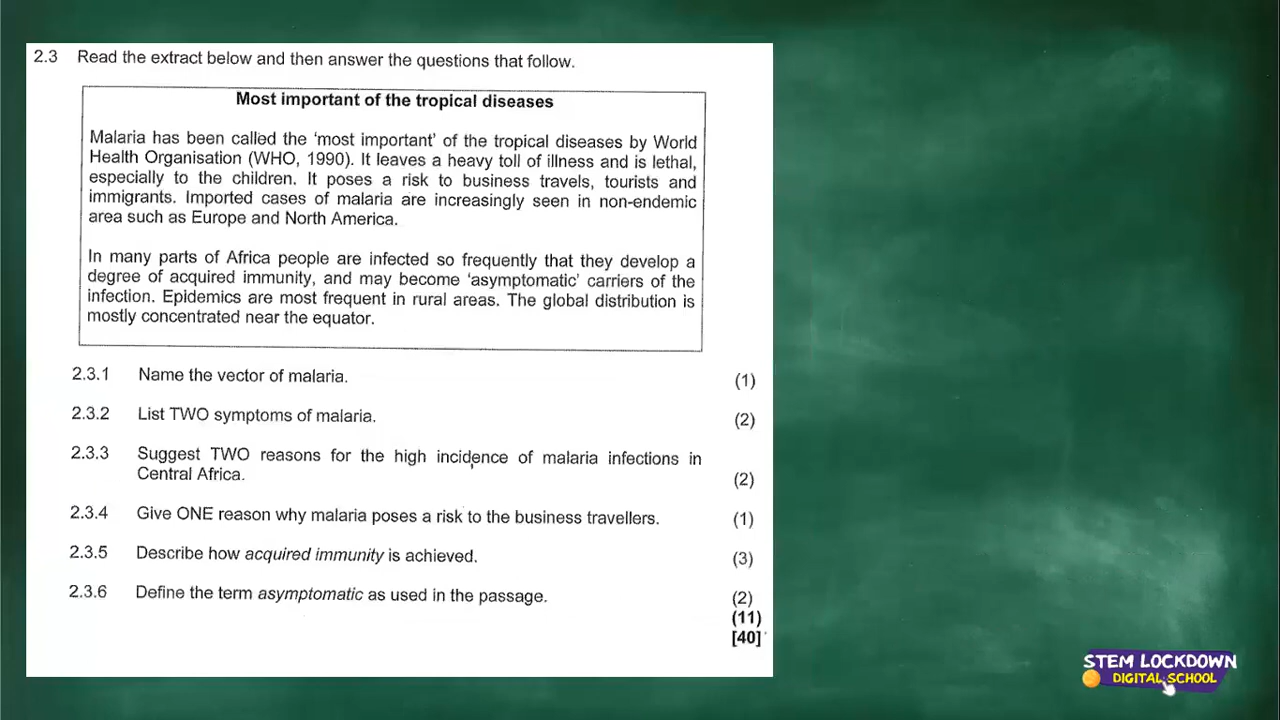 2.3 Read the extract below and then answer the questions that follow.
Most important of the tropical diseases
Malaria has been called the 'most important' of the tropical diseases by World
Health Organisation (WHO, 1990). It leaves a heavy toll of illness and is lethal,
especially to the children. It poses a risk to business travels, tourists and
immigrants. Imported cases of malaria are increasingly seen in non-endemic
area such as Europe and North America.
In many parts of Africa people are infected so frequently that they develop a
degree of acquired immunity, and may become 'asymptomatic' carriers of the
infection. Epidemics are most frequent in rural areas. The global distribution is
mostly concentrated near the equator.
2.3.1 Name the vector of malaria. (1)
2.3.2 List TWO symptoms of malaria. (2)
2.3.3 Suggest TWO reasons for the high incidence of malaria infections in
Central Africa. (2)
2.3.4 Give ONE reason why malaria poses a risk to the business travellers. (1)
2.3.5 Describe how acquired immunity is achieved. (3)
2.3.6 Define the term asymptomatic as used in the passage. (2)
(11)
[40]
STEM LOCKDOWN
DIGITAL SCHOOL